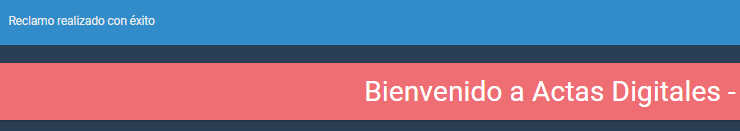 Reclamo realizado con éxito
Bienvenido a Actas Digitales -